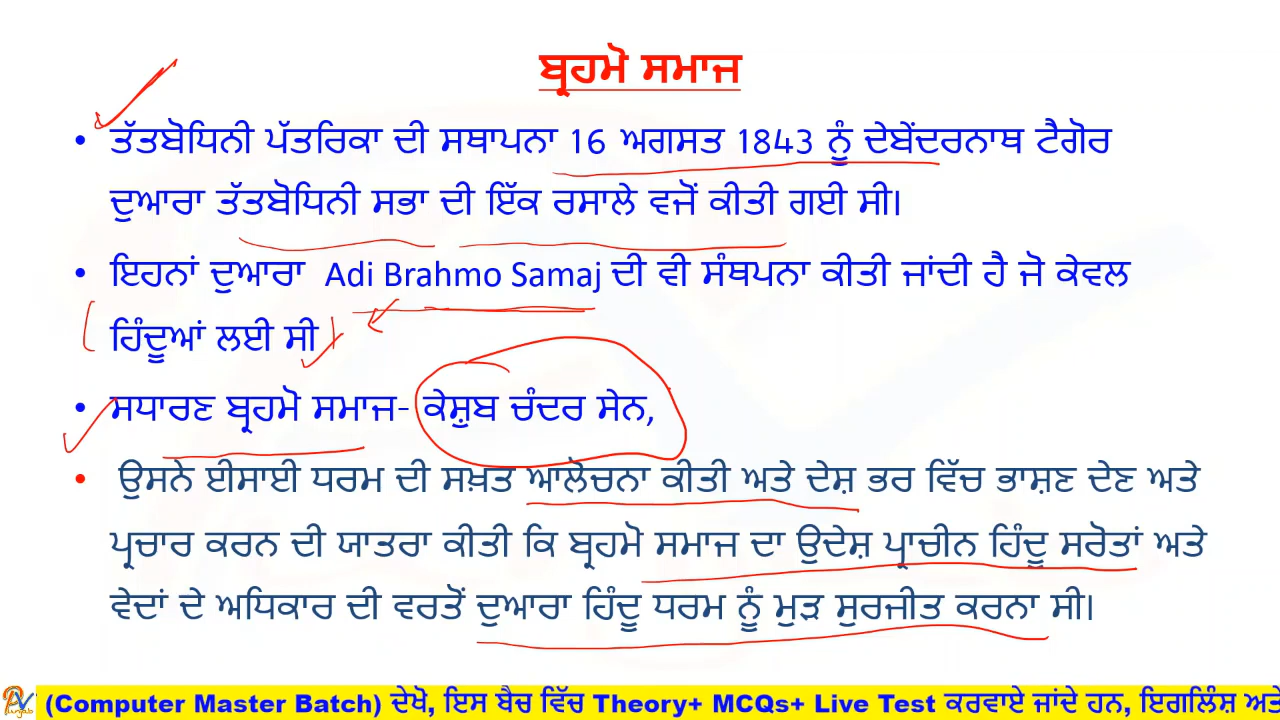 ਬ੍ਰਹਮੋ ਸਮਾਜ
• ਤੱਤਬੋਧਿਨੀ ਪੱਤਰਿਕਾ ਦੀ ਸਥਾਪਨਾ 16 ਅਗਸਤ 1843 ਨੂੰ ਦੇਬੇਂਦਰਨਾਥ ਟੈਗੋਰ
ਦੁਆਰਾ ਤੱਤਬੋਧਿਨੀ ਸਭਾ ਦੀ ਇੱਕ ਰਸਾਲੇ ਵਜੋਂ ਕੀਤੀ ਗਈ ਸੀ।
• ਇਹਨਾਂ ਦੁਆਰਾ Adi Brahmo Samaj ਦੀ ਵੀ ਸੰਥਪਨਾ ਕੀਤੀ ਜਾਂਦੀ ਹੈ ਜੋ ਕੇਵਲ
ਹਿੰਦੂਆਂ ਲਈ ਸੀ
• ਸਧਾਰਣ ਬ੍ਰਹਮੋ ਸਮਾਜ- ਕੇਸ਼ੁਬ ਚੰਦਰ ਸੇਨ,
• ਉਸਨੇ ਈਸਾਈ ਧਰਮ ਦੀ ਸਖ਼ਤ ਆਲੋਚਨਾ ਕੀਤੀ ਅਤੇ ਦੇਸ਼ ਭਰ ਵਿੱਚ ਭਾਸ਼ਣ ਦੇਣ ਅਤੇ
ਪ੍ਰਚਾਰ ਕਰਨ ਦੀ ਯਾਤਰਾ ਕੀਤੀ ਕਿ ਬ੍ਰਹਮੋ ਸਮਾਜ ਦਾ ਉਦੇਸ਼ ਪ੍ਰਾਚੀਨ ਹਿੰਦੂ ਸਰੋਤਾਂ ਅਤੇ
ਵੇਦਾਂ ਦੇ ਅਧਿਕਾਰ ਦੀ ਵਰਤੋਂ ਦੁਆਰਾ ਹਿੰਦੂ ਧਰਮ ਨੂੰ ਮੁੜ ਸੁਰਜੀਤ ਕਰਨਾ ਸੀ।
(Computer Master Batch) ਦੇਖੋ, ਇਸ ਬੈਚ ਵਿੱਚ Theory+ MCQs+ Live Test ਕਰਵਾਏ ਜਾਂਦੇ ਹਨ, ਇਗਲਿੰਸ਼ ਅਤੇ